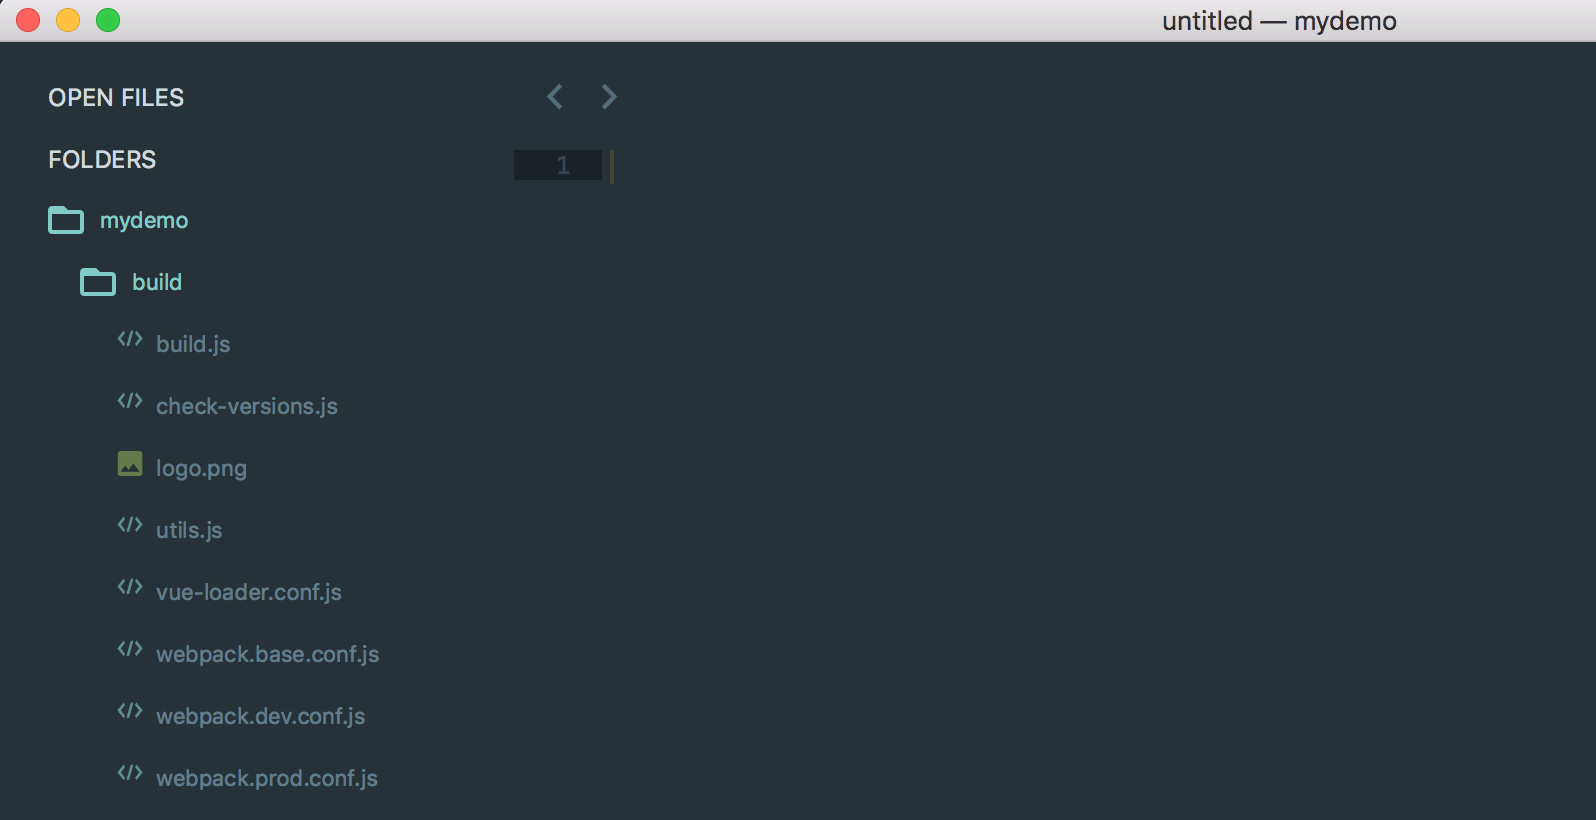 untitled — mydemo
OPEN FILES
FOLDERS
1
mydemo
build
build.js
check-versions.js
logo.png
utils.js
vue-loader.conf.js
webpack.base.conf.js
webpack.dev.conf.js
webpack.prod.conf.js